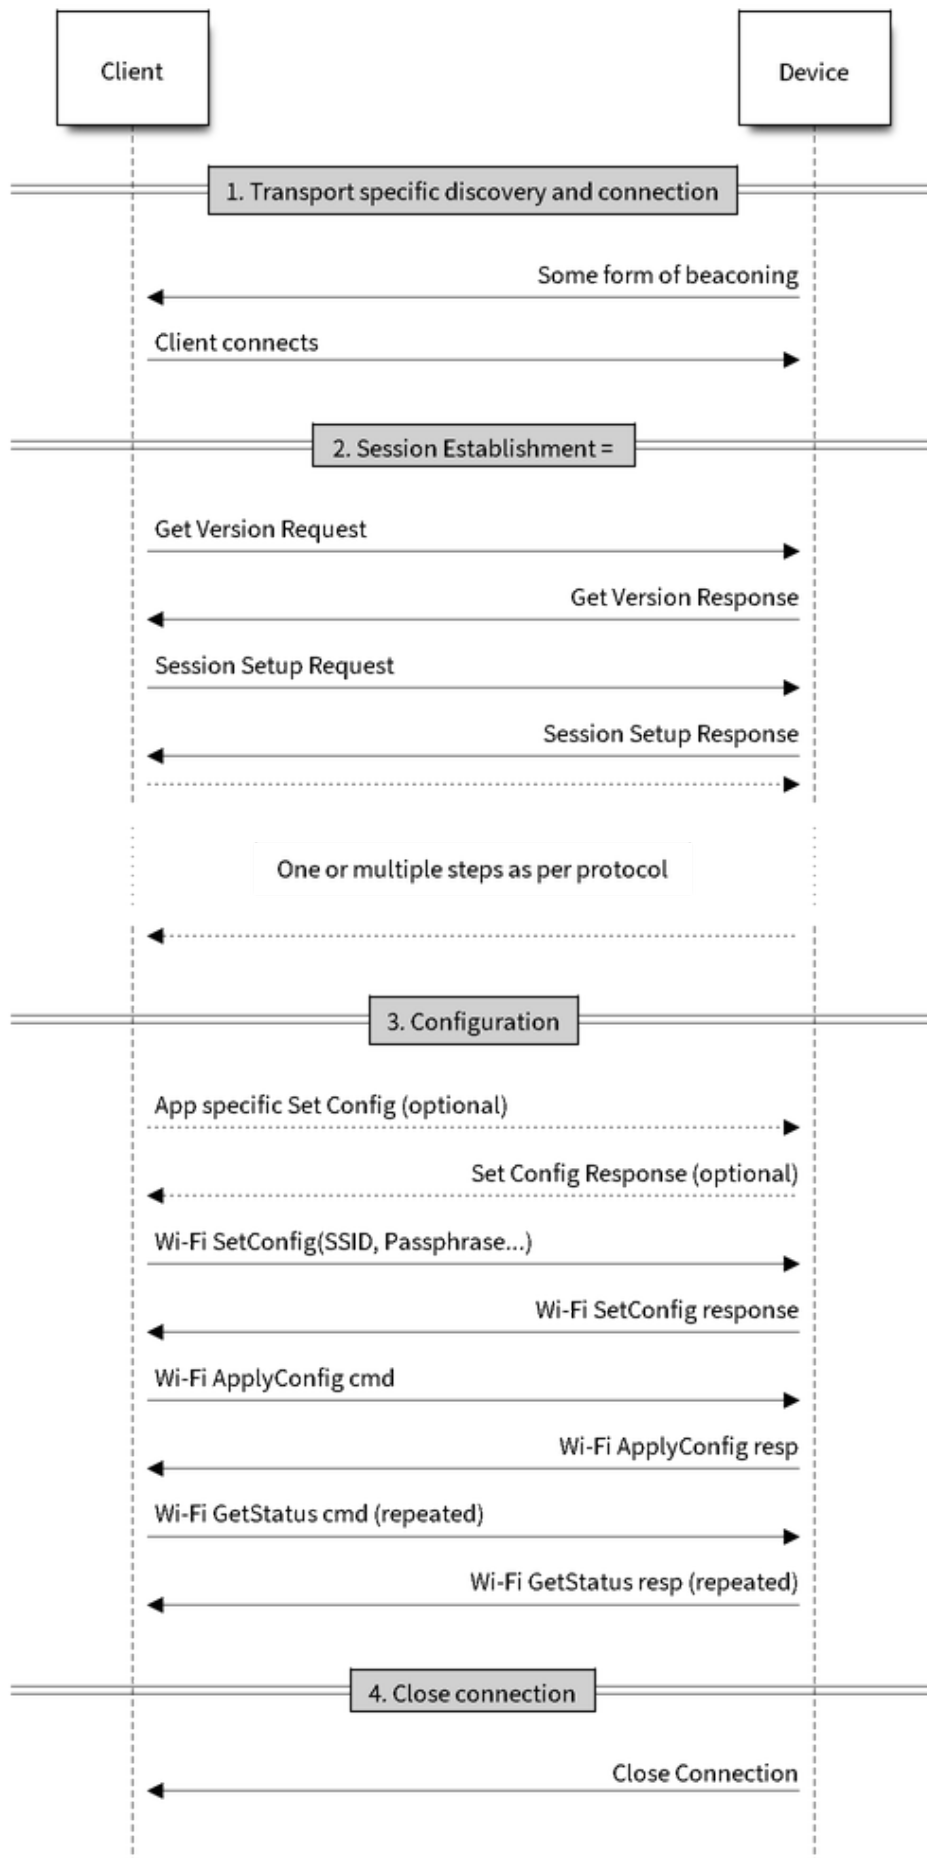 Client
Device
1. Transport specific discovery and connection
Some form of beaconing
Client connects
2. Session Establishment =
Get Version Request
Get Version Response
Session Setup Request
Session Setup Response
One or multiple steps as per protocol
3. Configuration
App specific Set Config (optional)
Set Config Response (optional)
Wi-Fi SetConfig(SSID, Passphrase...)
Wi-Fi SetConfig response
Wi-Fi ApplyConfig cmd
Wi-Fi ApplyConfig resp
Wi-Fi GetStatus cmd (repeated)
Wi-Fi GetStatus resp (repeated)
4. Close connection
Close Connection